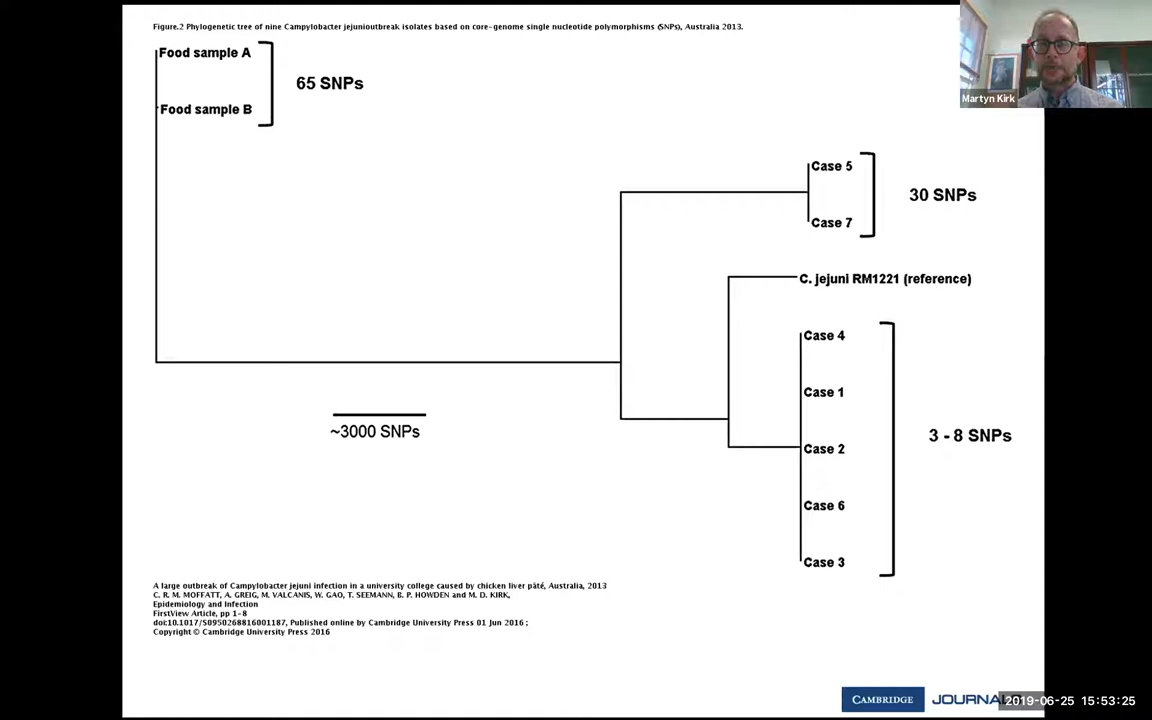 Figure.2 Phylogenetic tree of nine Campylobacter jejunioutbreak isolates based on core-genome single nucleotide polymorphisms (SNPs), Australia 2013.
Martyn Kirk
Food sample A
65 SNPs
Food sample B
Case 5
30 SNPs
Case 7
C. jejuni RM1221 (reference)
Case 4
Case 1
~3000 SNPs
3 - 8 SNPs
Case 2
Case 6
Case 3
A large outbreak of Campylobacter jejuni infection in a university college caused by chicken liver pâté, Australia, 2013
C. R. M. MOFFATT, A. GREIG, M. VALCANIS, W. GAO, T. SEEMANN, B. P. HOWDEN and M. D. KIRK,
Epidemiology and Infection
FirstView Article, pp 1-8
doi:10.1017/S0950268816001187, Published online by Cambridge University Press 01 Jun 2016 ;
Copyright © Cambridge University Press 2016
CAMBRIDGE
2019-06-25 15:53:25